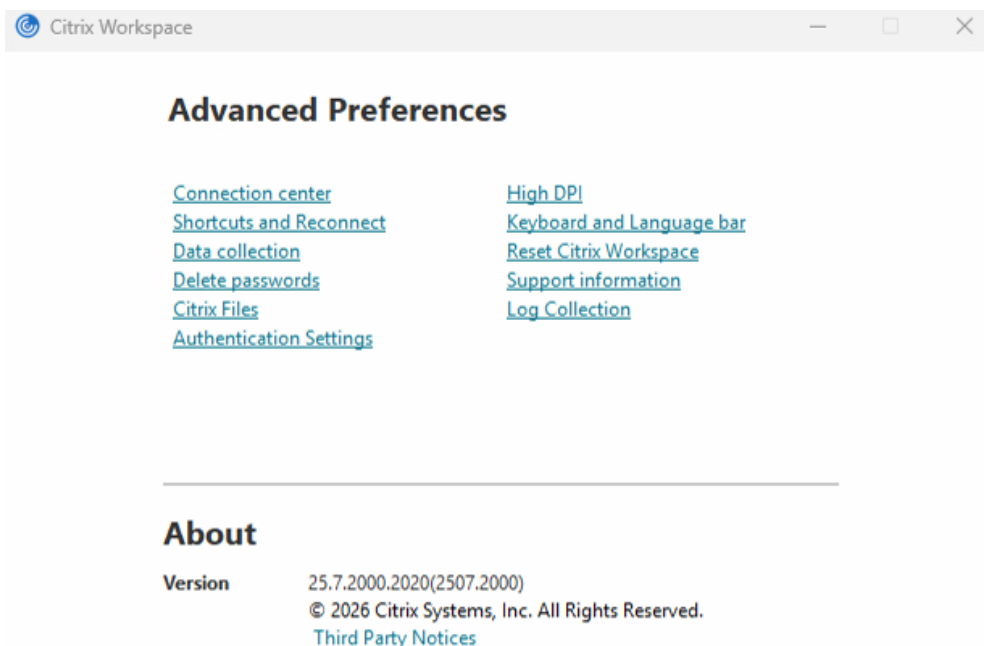 Citrix Workspace
Advanced Preferences
Connection center
Shortcuts and Reconnect
Data collection
Delete passwords
Citrix Files
Authentication Settings
High DPI
Keyboard and Language bar
Reset Citrix Workspace
Support information
Log Collection
About
Version 25.7.2000.2020(2507.2000)
© 2026 Citrix Systems, Inc. All Rights Reserved.
Third Party Notices